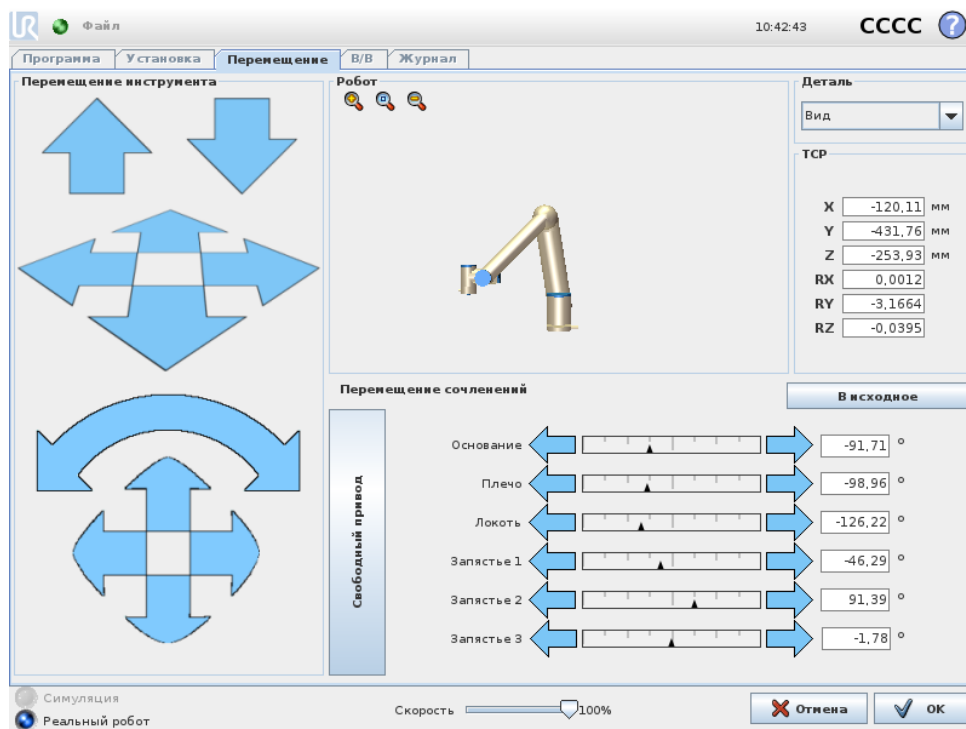 UR Файл 10:42:43 CCCC ?
Программа Установка Перемещение В/В Журнал
Перемещение инструмента
Робот
Деталь
Вид
TCP
X -120,11 мм
Y -431,76 мм
Z -253,93 мм
RX 0,0012
RY -3,1664
RZ -0,0395
Перемещение сочленений
В исходное
Свободный привод
Основание -91,71 °
Плечо -98,96 °
Локоть -126,22 °
Запястье 1 -46,29 °
Запястье 2 91,39 °
Запястье 3 -1,78 °
Симуляция
Реальный робот
Скорость 100%
Отмена
OK